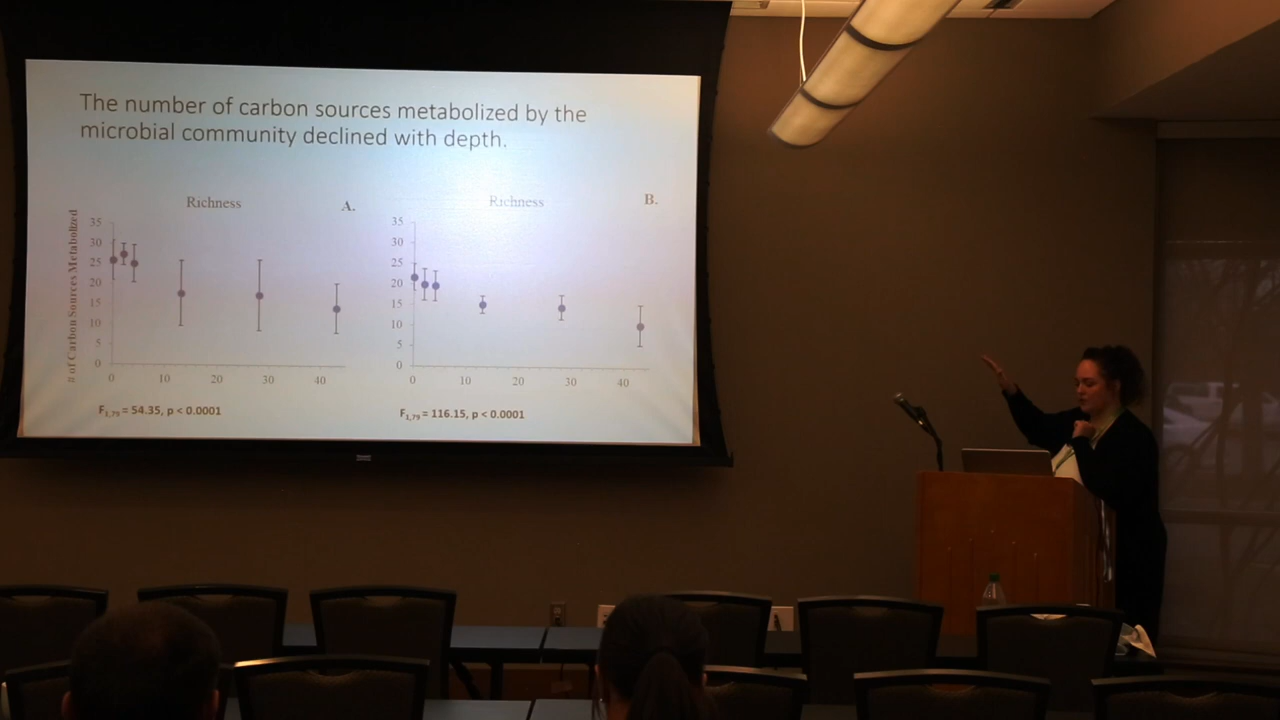 The number of carbon sources metabolized by the
microbial community declined with depth.
Richness
A.
# of Carbon Sources Metabolized
35
30
25
20
15
10
5
0
0 10 20 30 40
F1,79 = 54.35, p < 0.0001
Richness
B.
35
30
25
20
15
10
5
0
0 10 20 30 40
F1,79 = 116.15, p < 0.0001